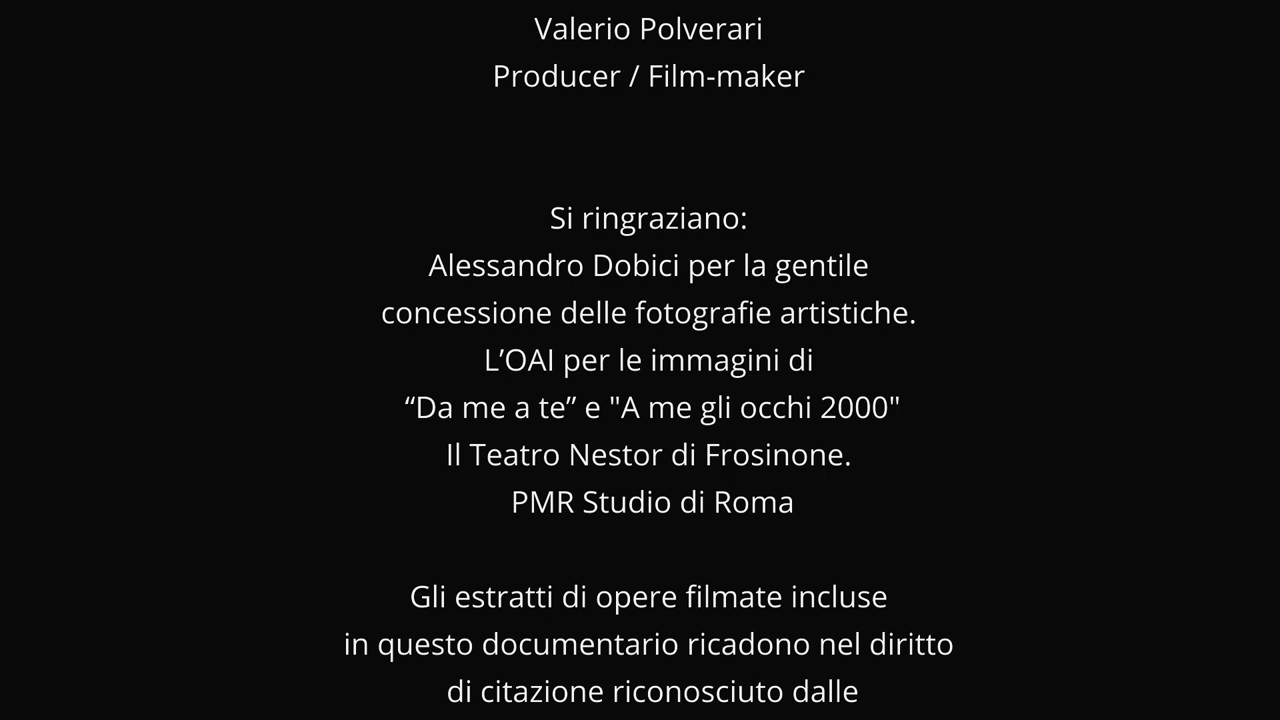 Valerio Polverari
Producer / Film-maker
Si ringraziano:
Alessandro Dobici per la gentile
concessione delle fotografie artistiche.
L’OAI per le immagini di
“Da me a te” e "A me gli occhi 2000"
Il Teatro Nestor di Frosinone.
PMR Studio di Roma
Gli estratti di opere filmate incluse
in questo documentario ricadono nel diritto
di citazione riconosciuto dalle